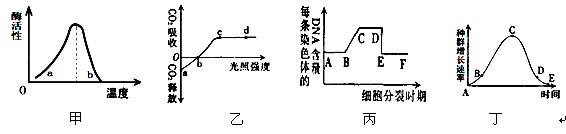 酶活性
a
b
0
温度
甲
CO₂吸收
CO₂释放
0
a
b
c
d
光照强度
乙
每条染色体的
DNA含量
A
B
C
D
E
F
细胞分裂时期
丙
种群增长速率
A
B
C
D
E
时间
丁